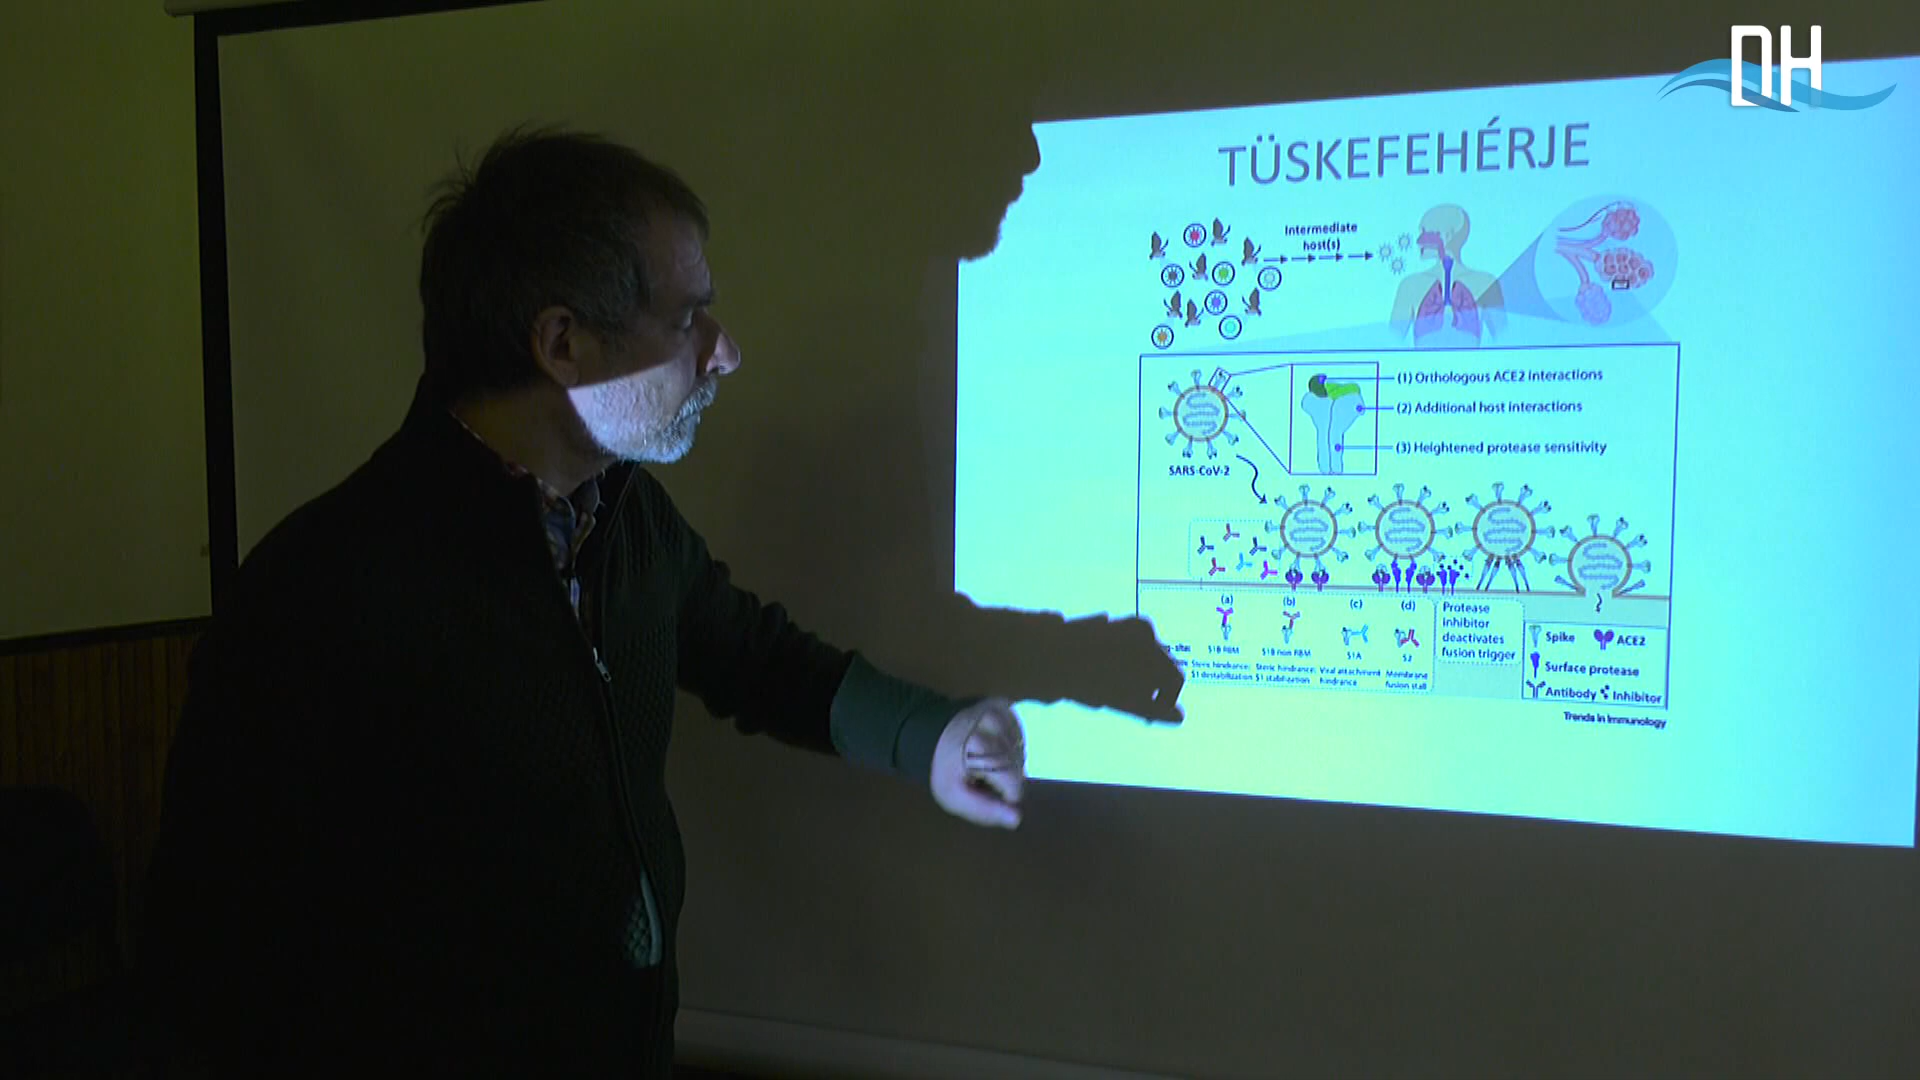 DH
TÜSKEFEHÉRJE
Intermediate
host(s)
(1) Orthologous ACE2 interactions
(2) Additional host interactions
(3) Heightened protease sensitivity
SARS-CoV-2
(a) (b) (c) (d)
S1B RBM S1B non RBM S1A S2
Steric hindrance: Steric hindrance: Viral attachment Membrane
S1 destabilization S1 stabilization hindrance fusion stall
Protease
Inhibitor
deactivates
fusion trigger
Spike ACE2
Surface protease
Antibody Inhibitor
Trends in Immunology